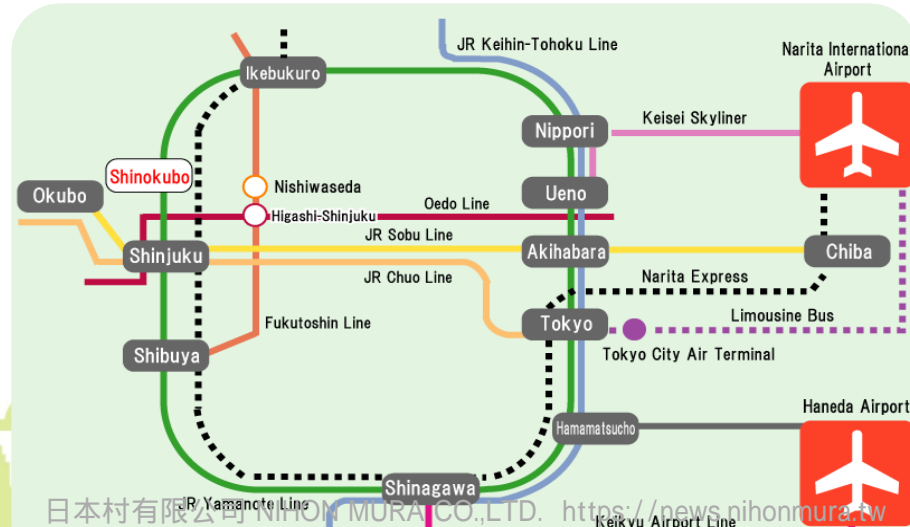 JR Keihin-Tohoku Line
Narita Internationa
Airport
Ikebukuro
Nippori
Keisei Skyliner
Shinokubo
Nishiwaseda
Okubo
Ueno
Oedo Line
Higashi-Shinjuku
JR Sobu Line
Shinjuku
Akihabara
Chiba
JR Chuo Line
Narita Express
Fukutoshin Line
Tokyo
Limousine Bus
Shibuya
Tokyo City Air Terminal
Haneda Airport
Hamamatsucho
Shinagawa
JR Yamanote Line
日本村有限公司 NIHON MURA CO.,LTD. https://news.nihonmura.tw
Keikyu Airport Line